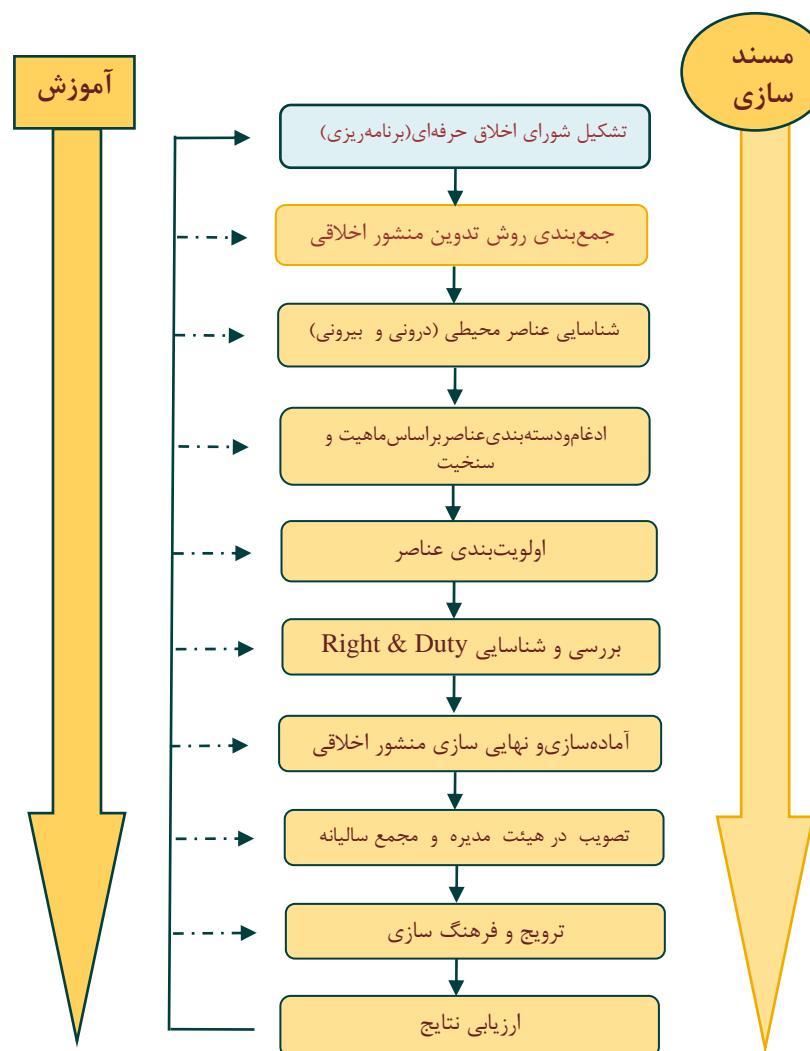 مسند
سازی
آموزش
تشکیل شورای اخلاق حرفه‌ای(برنامه‌ریزی)
جمع‌بندی روش تدوین منشور اخلاقی
شناسایی عناصر محیطی (درونی و بیرونی)
ادغام‌ودسته‌بندی‌عناصربراساس‌ماهیت و
سنخیت
اولویت‌بندی عناصر
بررسی و شناسایی Right & Duty
آماده‌سازی‌و نهایی سازی منشور اخلاقی
تصویب در هیئت مدیره و مجمع سالیانه
ترویج و فرهنگ سازی
ارزیابی نتایج